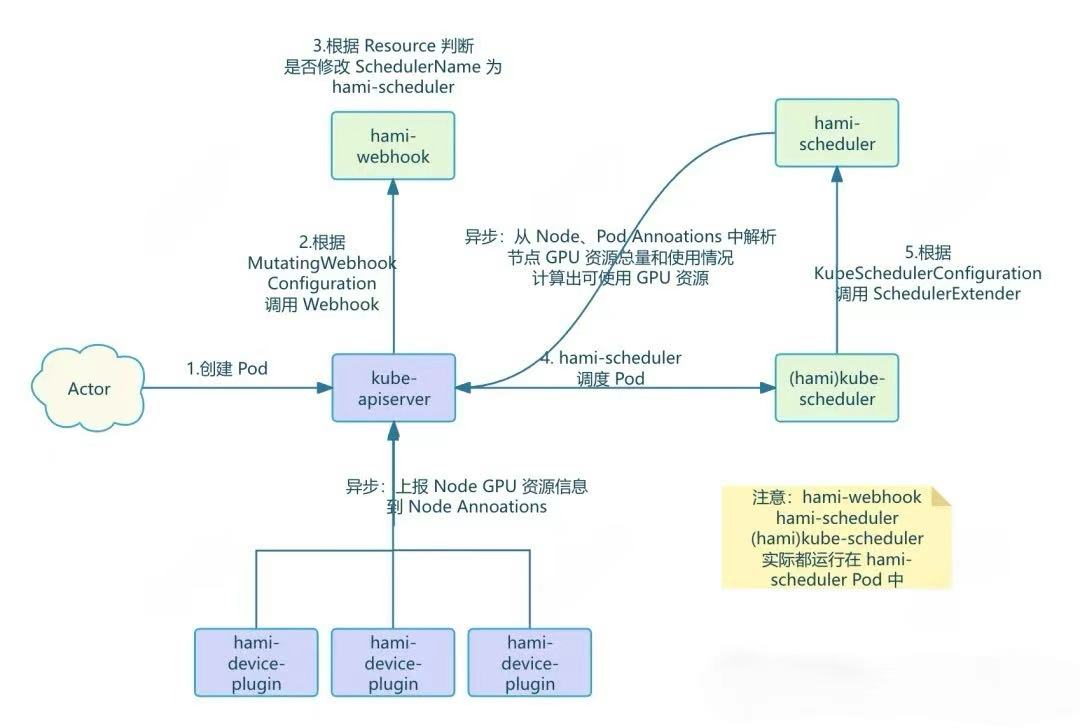 3.根据 Resource 判断
是否修改 SchedulerName 为
hami-scheduler
hami-
webhook
hami-
scheduler
2.根据
MutatingWebhook
Configuration
调用 Webhook
异步：从 Node、Pod Annoations 中解析
节点 GPU 资源总量和使用情况
计算出可使用 GPU 资源
5.根据
KubeSchedulerConfiguration
调用 SchedulerExtender
Actor
1.创建 Pod
kube-
apiserver
4. hami-scheduler
调度 Pod
(hami)kube-
scheduler
异步：上报 Node GPU 资源信息
到 Node Annoations
注意：hami-webhook
hami-scheduler
(hami)kube-scheduler
实际都运行在 hami-
scheduler Pod 中
hami-
device-
plugin
hami-
device-
plugin
hami-
device-
plugin